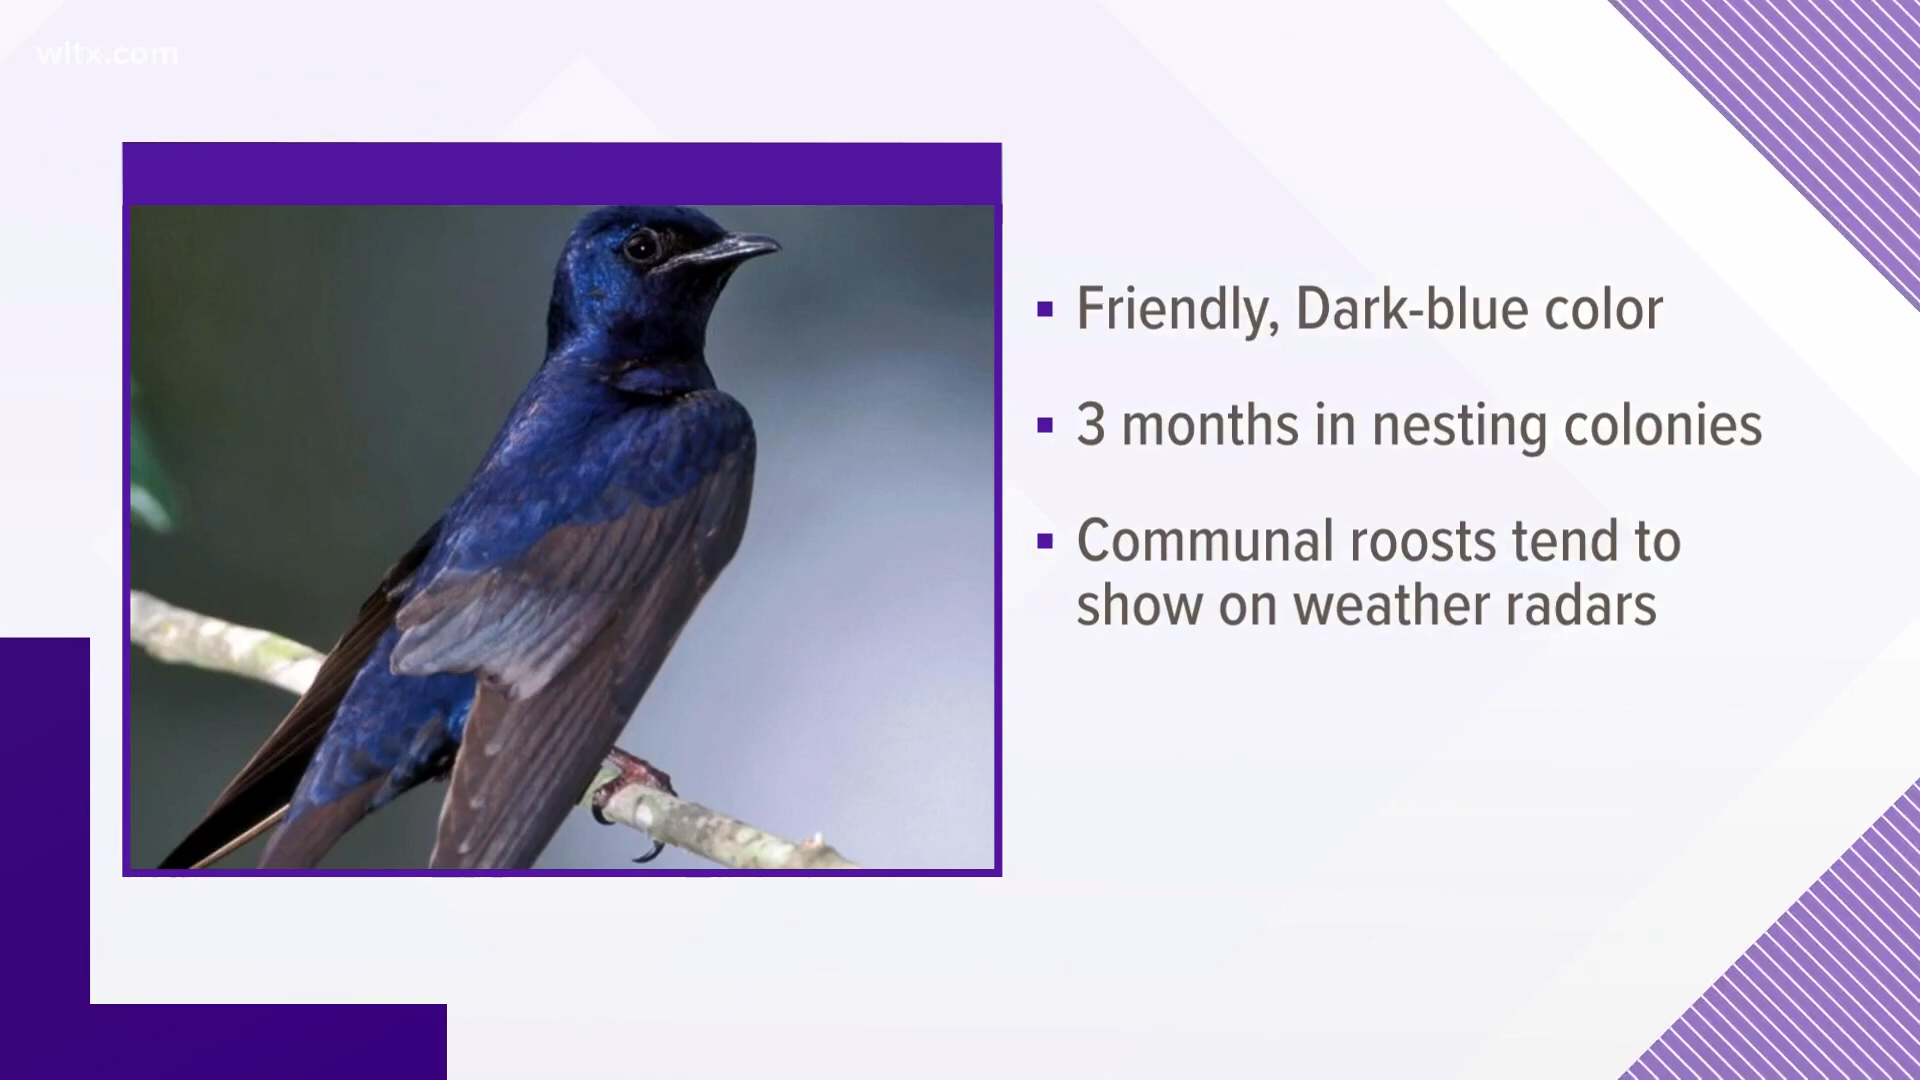 wltx.com
Friendly, Dark-blue color
3 months in nesting colonies
Communal roosts tend to
show on weather radars